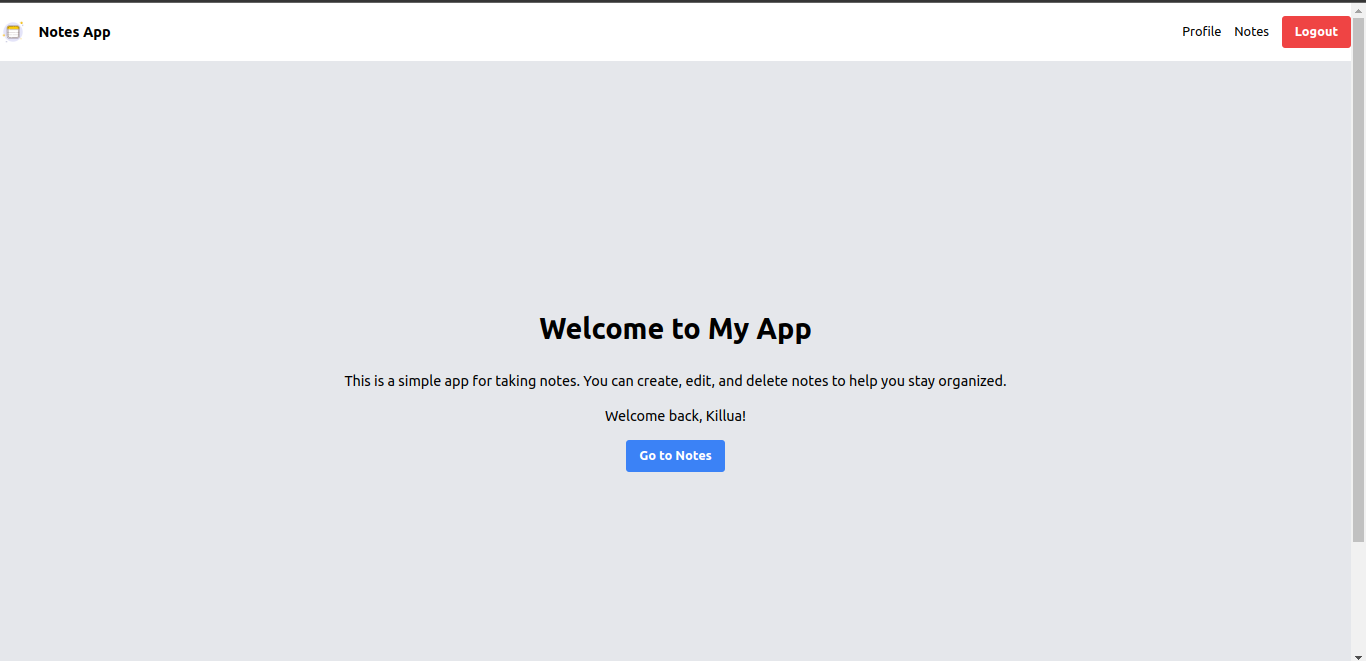 Notes App
Profile
Notes
Logout
Welcome to My App
This is a simple app for taking notes. You can create, edit, and delete notes to help you stay organized.
Welcome back, Killua!
Go to Notes